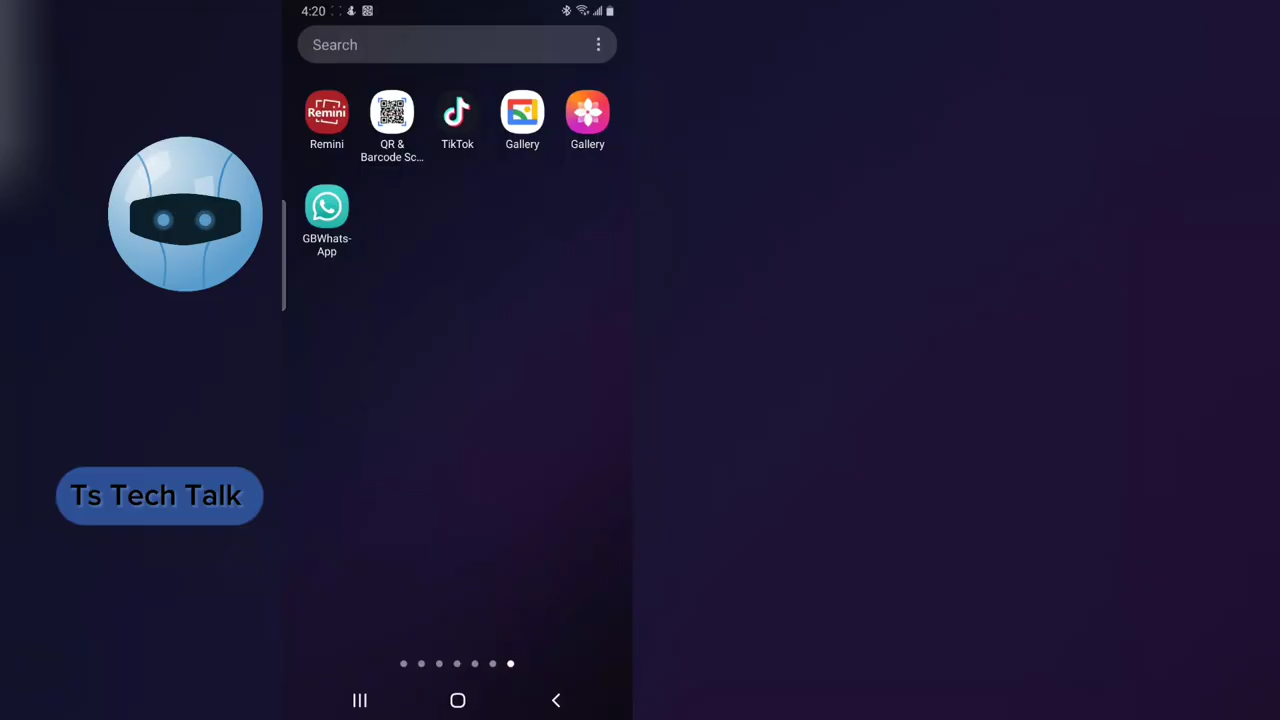 4:20
Search
Remini
Remini
QR &
Barcode Sc...
TikTok
Gallery
Gallery
GBWhats-
App
Ts Tech Talk